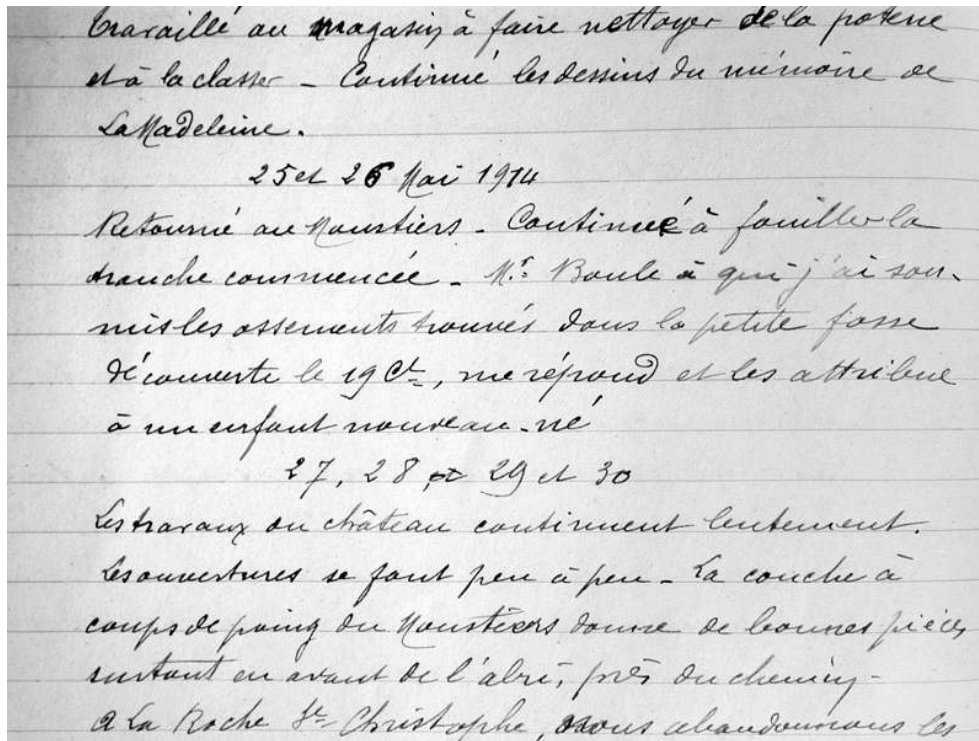 travaillé au magasin à faire nettoyer de la poterie
et à la classer - Continué les dessins du mémoire de
La Madeleine.
25 et 26 Mai 1914
Retourné au Moustiers - Continué à fouiller la
tranche commencée - Mr. Boule à qui j'ai sou-
mis les ossements trouvés dans la petite fosse
découverte le 19 Ct, me répond et les attribue
à un enfant nouveau-né
27, 28, et 29 et 30
Les travaux du château continuent lentement.
Les ouvertures se font peu à peu - La couche à
coups de poing du Moustiers donne de bonnes pièces
surtout en avant de l'abri, près du chemin -
A La Roche St-Christophe, nous abandonnons les